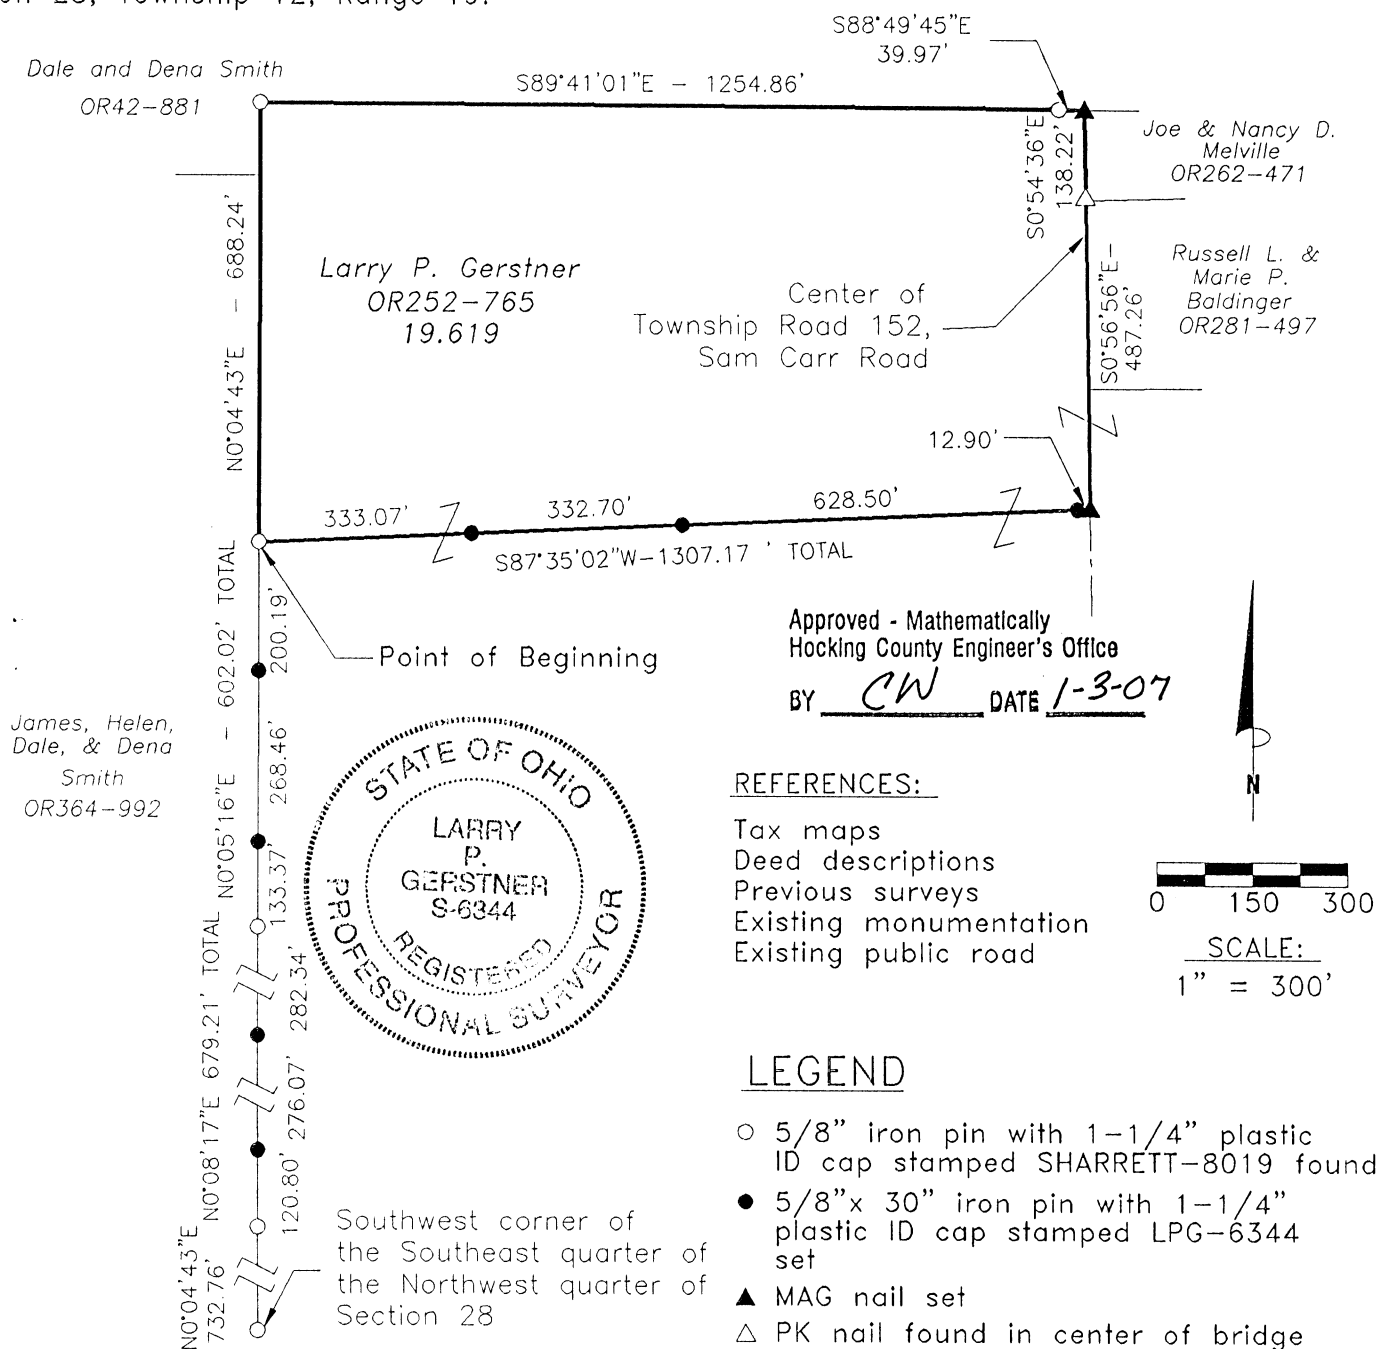 Township 12, Range
S88°49'45"E
39.97'
Dale and Dena Smith
OR42-881
S89°41'01"E - 1254.86'
Joe & Nancy D.
Melville
OR262-471
S0°54'36"E
138.22'
N0°04'43"E - 688.24'
Larry P. Gerstner
OR252-765
19.619
Center of
Township Road 152,
Sam Carr Road
Russell L. &
Marie P.
Baldinger
OR281-497
S0°56'56"E-
487.26'
12.90'
333.07'
332.70'
628.50'
S87°35'02"W-1307.17 ' TOTAL
N0°05'16"E - 602.02' TOTAL
200.19'
Point of Beginning
Approved - Mathematically
Hocking County Engineer's Office
BY CW DATE 1-3-07
James, Helen,
Dale, & Dena
Smith
OR364-992
268.46'
133.37'
STATE OF OHIO
LARRY
P.
GERSTNER
S-6344
REGISTERED
PROFESSIONAL SURVEYOR
REFERENCES:
Tax maps
Deed descriptions
Previous surveys
Existing monumentation
Existing public road
N
0 150 300
SCALE:
1" = 300'
N0°08'17"E 679.21' TOTAL
282.34'
276.07'
120.80'
N0°04'43"E
732.76'
Southwest corner of
the Southeast quarter of
the Northwest quarter of
Section 28
LEGEND
5/8" iron pin with 1-1/4" plastic
ID cap stamped SHARRETT-8019 found
5/8"x 30" iron pin with 1-1/4"
plastic ID cap stamped LPG-6344
set
MAG nail set
PK nail found in center of bridge